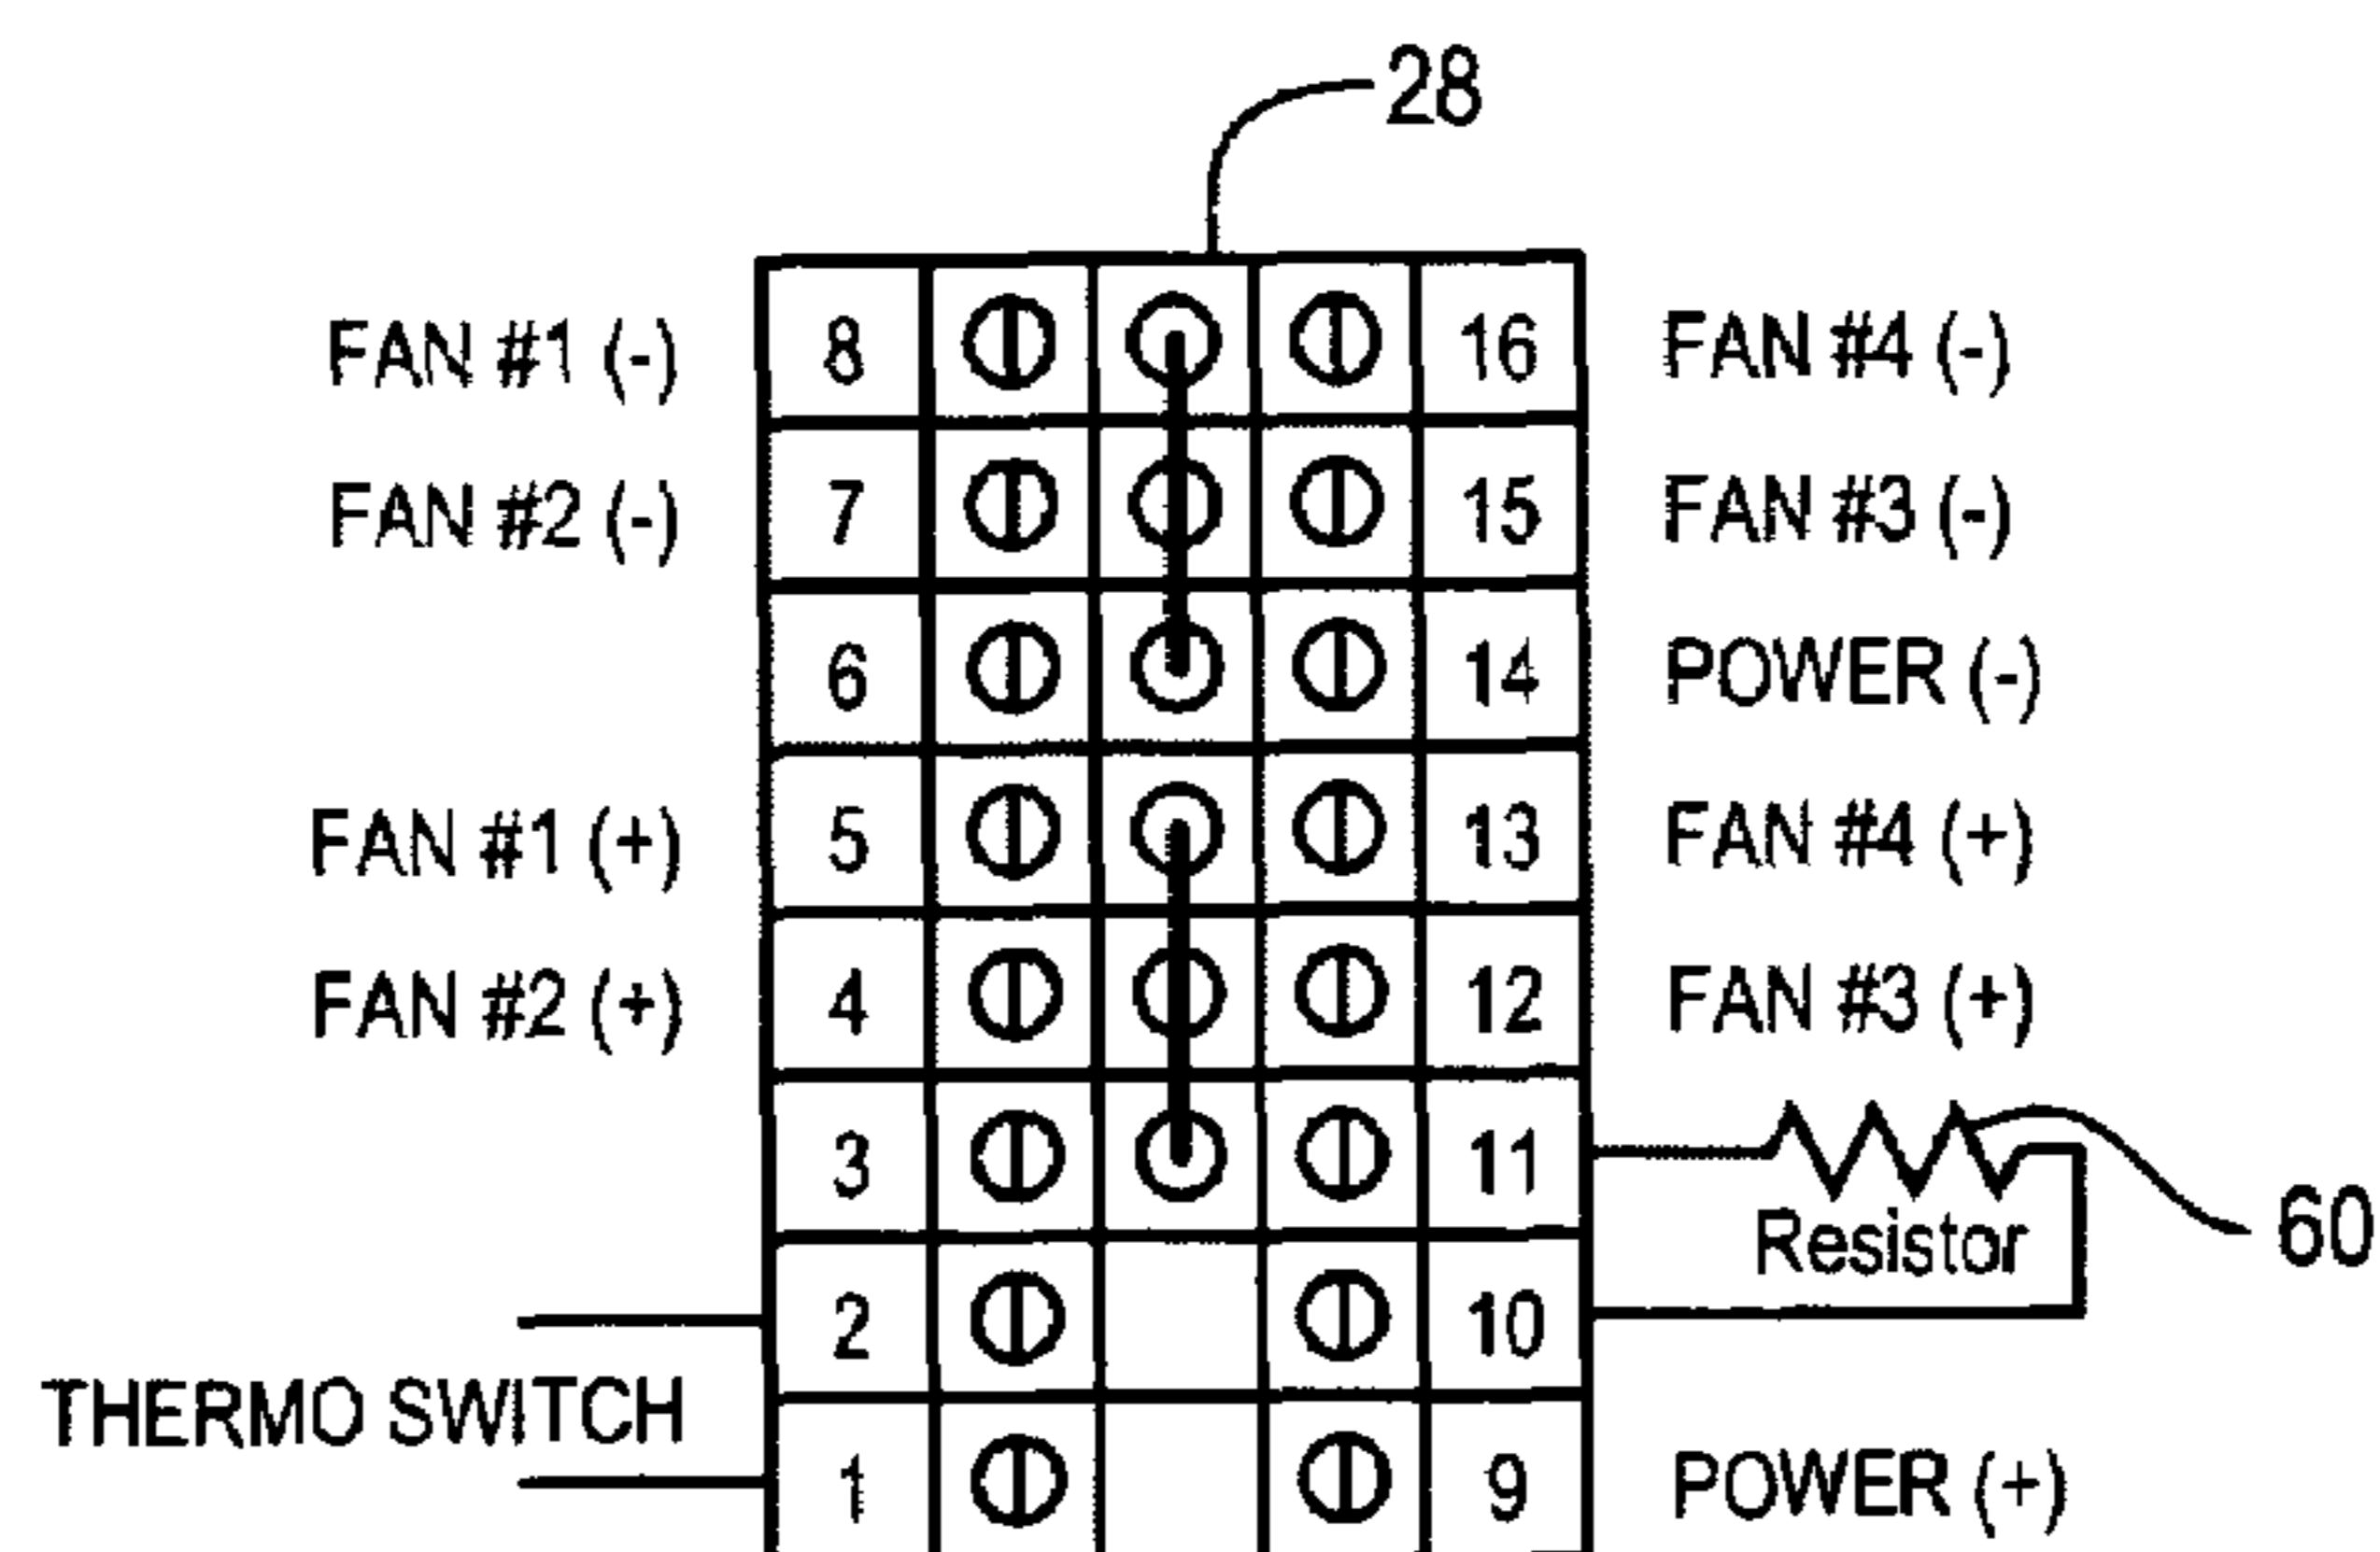 28
FAN #1 (-) 8 16 FAN #4 (-)
FAN #2 (-) 7 15 FAN #3 (-)
6 14 POWER (-)
FAN #1 (+) 5 13 FAN #4 (+)
FAN #2 (+) 4 12 FAN #3 (+)
3 11
Resistor 60
2 10
THERMO SWITCH
1 9 POWER (+)